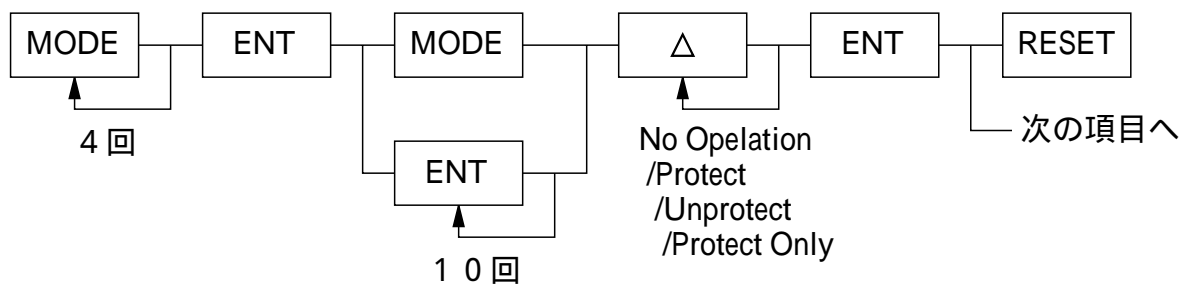 MODE
ENT
MODE
△
ENT
RESET
4回
次の項目へ
No Opelation
/Protect
/Unprotect
/Protect Only
ENT
10回